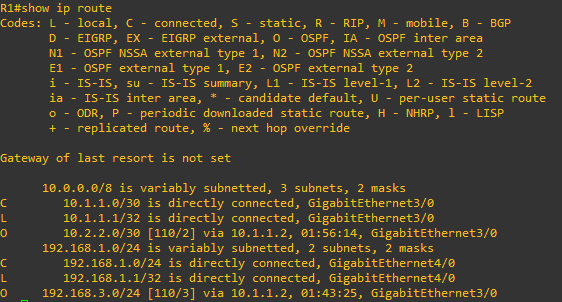 R1#show ip route
Codes: L - local, C - connected, S - static, R - RIP, M - mobile, B - BGP
       D - EIGRP, EX - EIGRP external, O - OSPF, IA - OSPF inter area
       N1 - OSPF NSSA external type 1, N2 - OSPF NSSA external type 2
       E1 - OSPF external type 1, E2 - OSPF external type 2
       i - IS-IS, su - IS-IS summary, L1 - IS-IS level-1, L2 - IS-IS level-2
       ia - IS-IS inter area, * - candidate default, U - per-user static route
       o - ODR, P - periodic downloaded static route, H - NHRP, l - LISP
       + - replicated route, % - next hop override

Gateway of last resort is not set

      10.0.0.0/8 is variably subnetted, 3 subnets, 2 masks
C        10.1.1.0/30 is directly connected, GigabitEthernet3/0
L        10.1.1.1/32 is directly connected, GigabitEthernet3/0
O        10.2.2.0/30 [110/2] via 10.1.1.2, 01:56:14, GigabitEthernet3/0
      192.168.1.0/24 is variably subnetted, 2 subnets, 2 masks
C        192.168.1.0/24 is directly connected, GigabitEthernet4/0
L        192.168.1.1/32 is directly connected, GigabitEthernet4/0
O     192.168.3.0/24 [110/3] via 10.1.1.2, 01:43:25, GigabitEthernet3/0